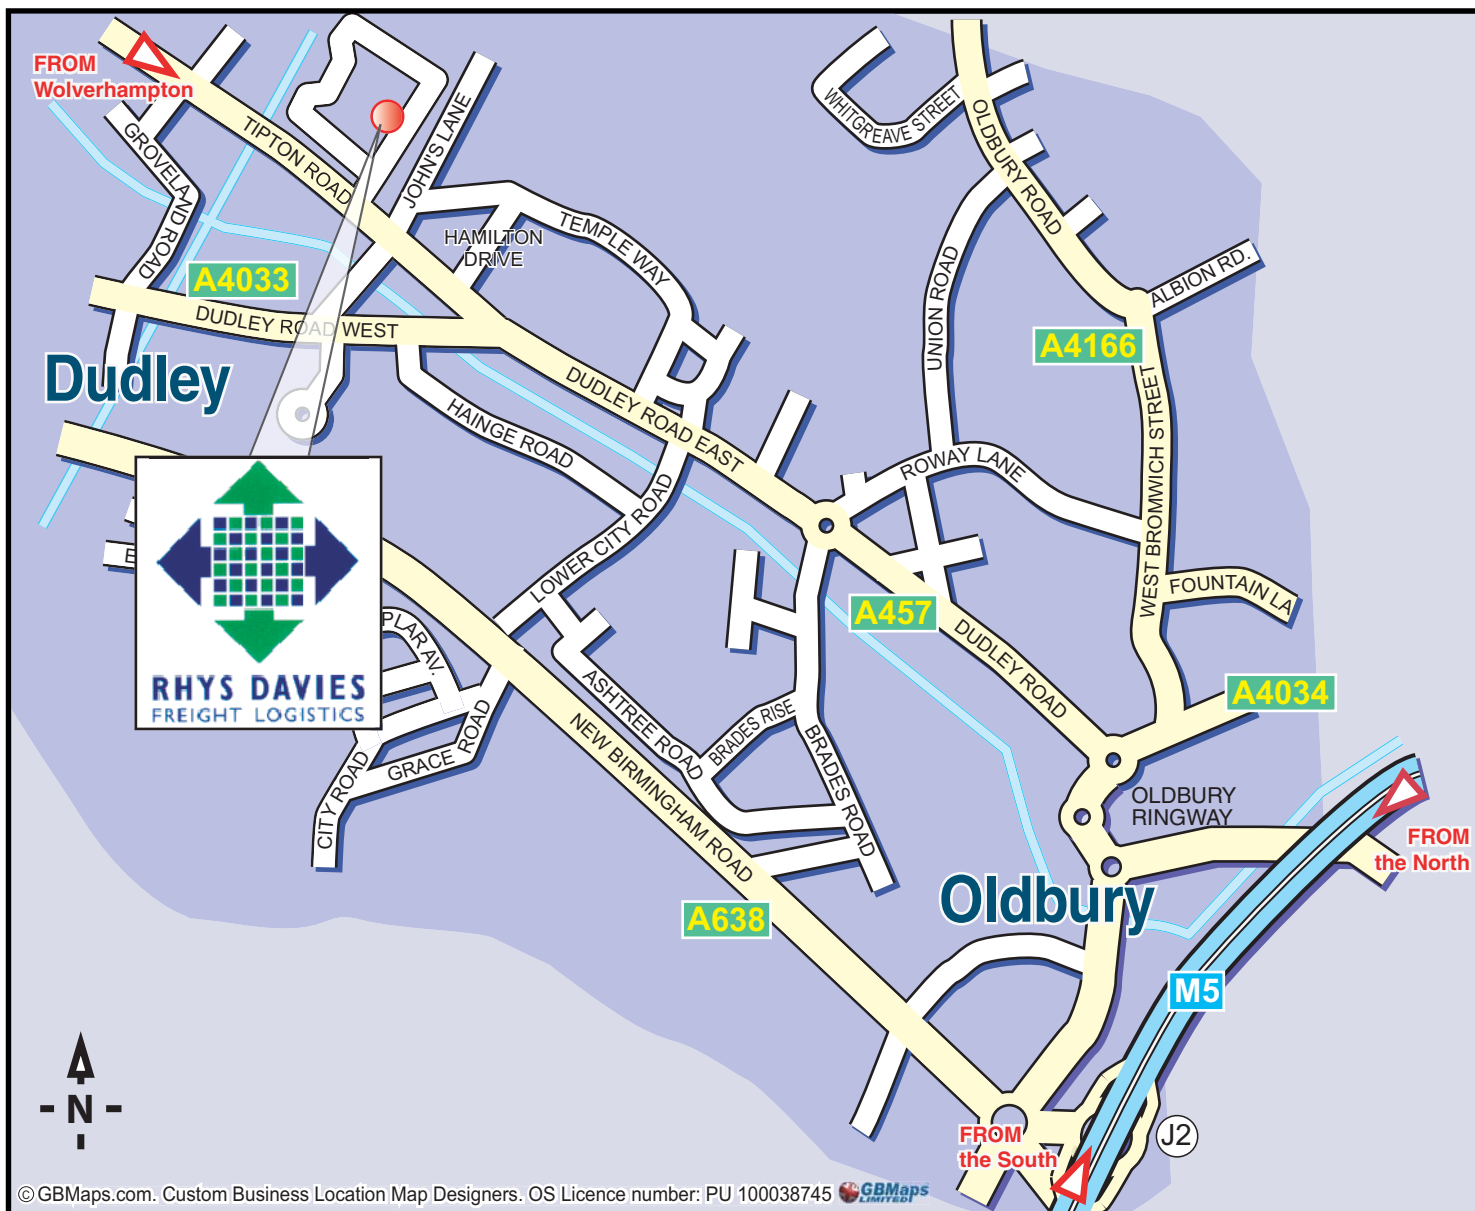 FROM
Wolverhampton
TIPTON ROAD
JOHN'S LANE
GROVELAND ROAD
WHITGREAVE STREET
OLDBURY ROAD
HAMILTON
DRIVE
TEMPLE WAY
A4033
DUDLEY ROAD WEST
ALBION RD.
UNION ROAD
A4166
Dudley
HAINGE ROAD
DUDLEY ROAD EAST
ROWAY LANE
WEST BROMWICH STREET
LOWER CITY ROAD
FOUNTAIN LA
A457
DUDLEY ROAD
PLAR AV.
RHYS DAVIES
FREIGHT LOGISTICS
ASHTREE ROAD
BRADES RISE
BRADES ROAD
A4034
GRACE ROAD
CITY ROAD
NEW BIRMINGHAM ROAD
OLDBURY
RINGWAY
FROM
the North
Oldbury
A638
M5
N
FROM
the South
J2
© GBMaps.com. Custom Business Location Map Designers. OS Licence number: PU 100038745
GBMaps
LIMITED